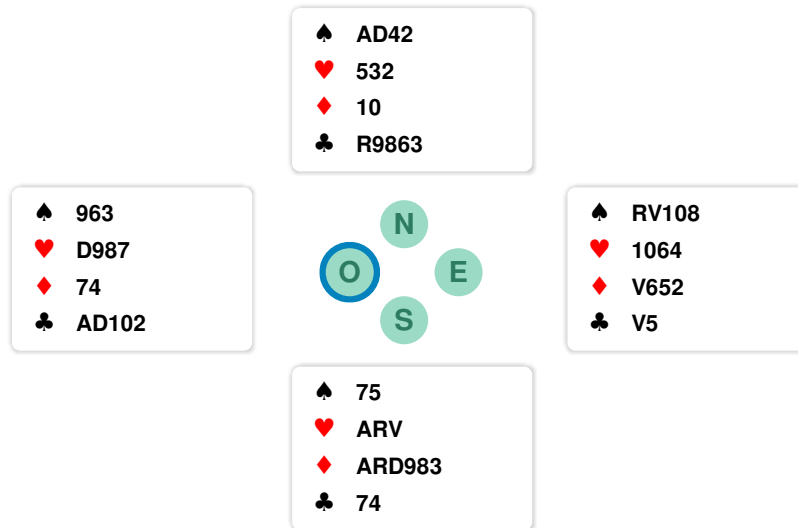 ♠ AD42
♥ 532
♦ 10
♣ R9863
♠ 963
♥ D987
♦ 74
♣ AD102
N
O E
S
♠ RV108
♥ 1064
♦ V652
♣ V5
♠ 75
♥ ARV
♦ ARD983
♣ 74